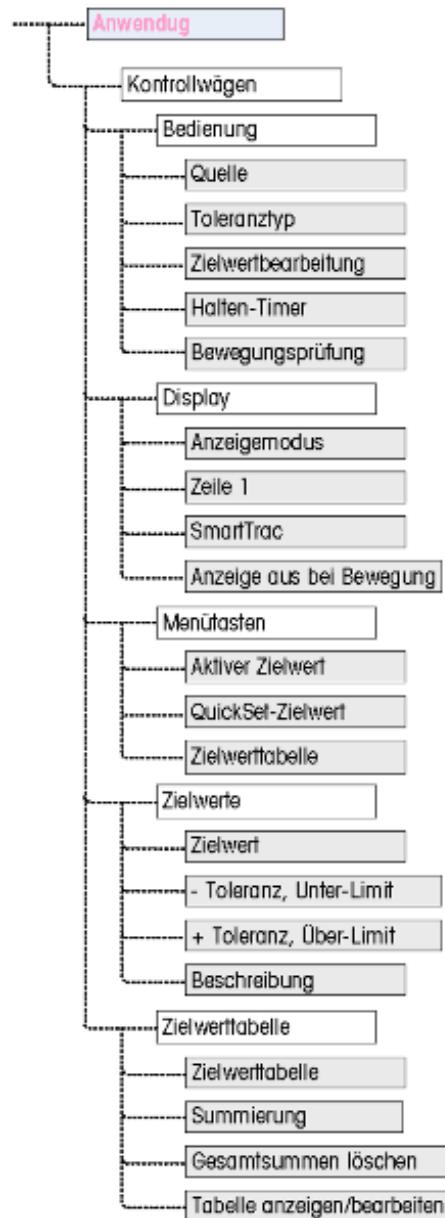 Anwendug
Kontrollwägen
Bedienung
Quelle
Toleranztyp
Zielwertbearbeitung
Halten-Timer
Bewegungsprüfung
Display
Anzeigemodus
Zeile 1
SmartTrac
Anzeige aus bei Bewegung
Menütasten
Aktiver Zielwert
QuickSet-Zielwert
Zielwerttabelle
Zielwerte
Zielwert
- Toleranz, Unter-Limit
+ Toleranz, Über-Limit
Beschreibung
Zielwerttabelle
Zielwerttabelle
Summierung
Gesamtsummen löschen
Tabelle anzeigen/bearbeiten